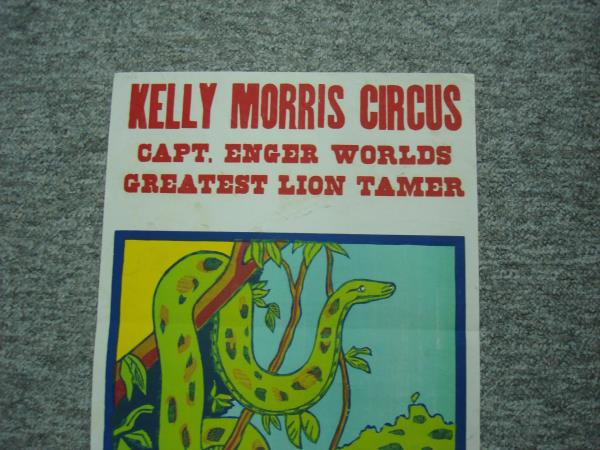 KELLY MORRIS CIRCUS
CAPT. ENGER WORLDS
GREATEST LION TAMER